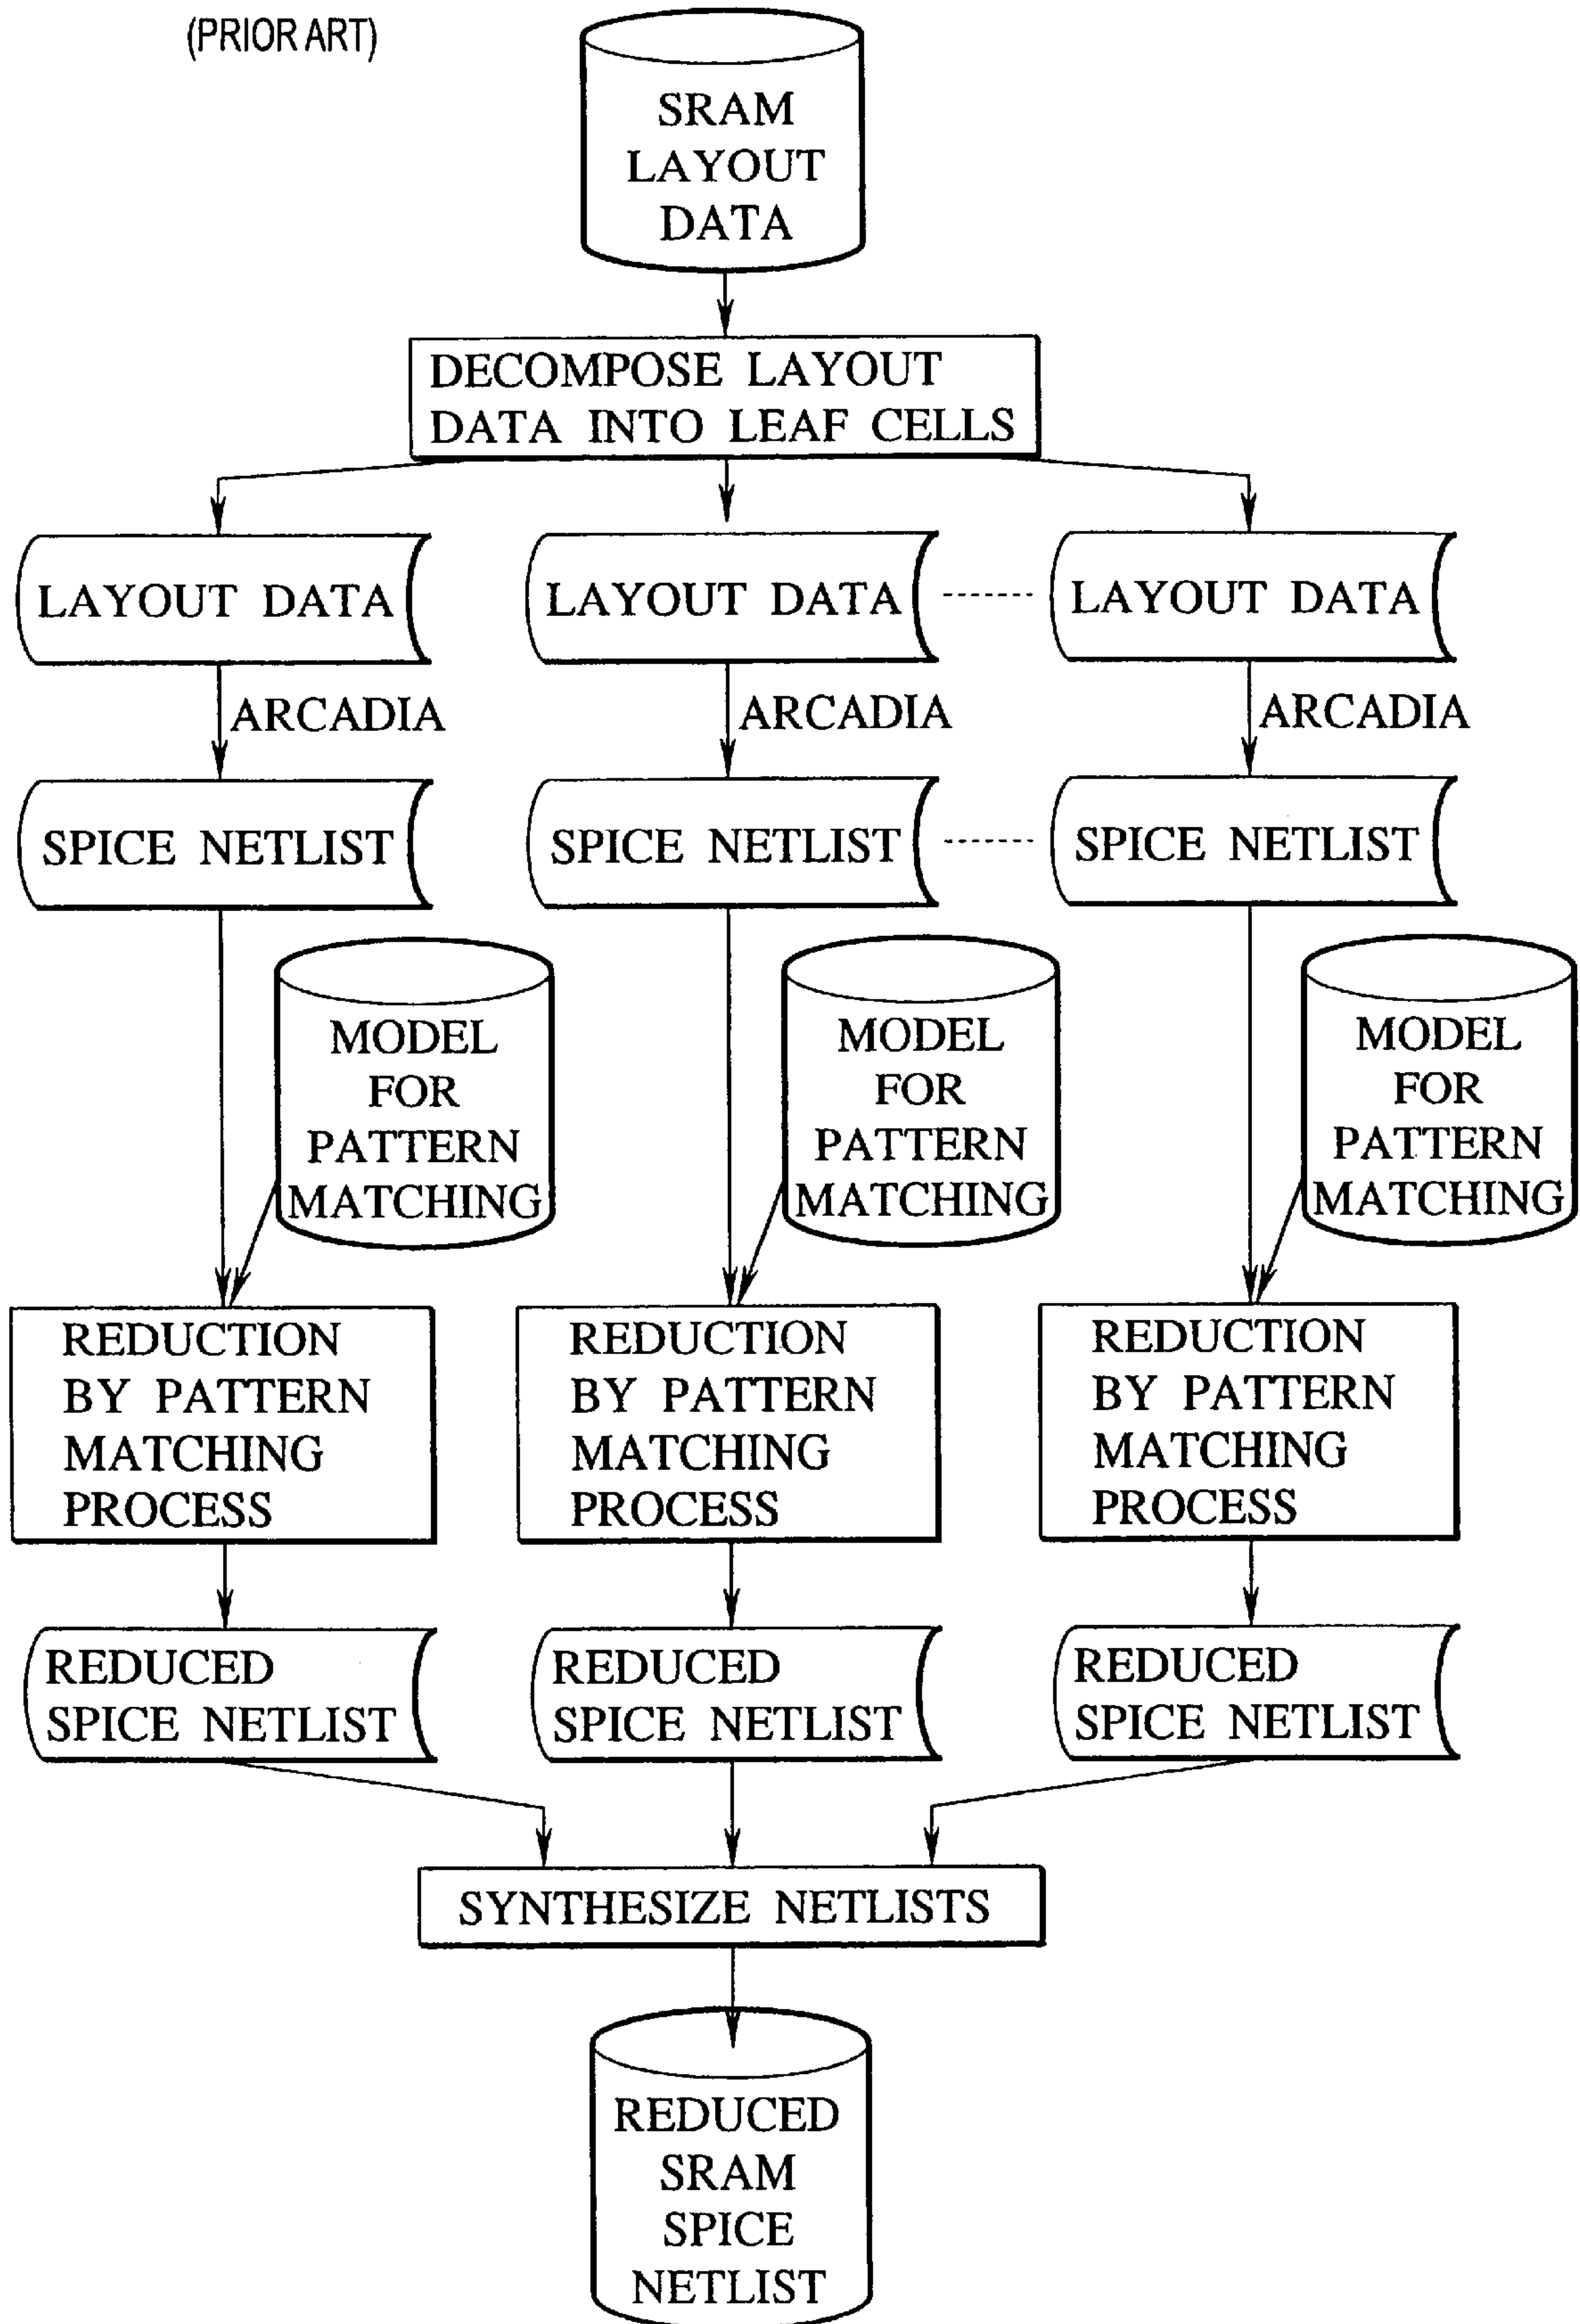 (PRIOR ART)
SRAM
LAYOUT
DATA
DECOMPOSE LAYOUT
DATA INTO LEAF CELLS
LAYOUT DATA
LAYOUT DATA
LAYOUT DATA
ARCADIA
ARCADIA
ARCADIA
SPICE NETLIST
SPICE NETLIST
SPICE NETLIST
MODEL
FOR
PATTERN
MATCHING
MODEL
FOR
PATTERN
MATCHING
MODEL
FOR
PATTERN
MATCHING
REDUCTION
BY PATTERN
MATCHING
PROCESS
REDUCTION
BY PATTERN
MATCHING
PROCESS
REDUCTION
BY PATTERN
MATCHING
PROCESS
REDUCED
SPICE NETLIST
REDUCED
SPICE NETLIST
REDUCED
SPICE NETLIST
SYNTHESIZE NETLISTS
REDUCED
SRAM
SPICE
NETLIST